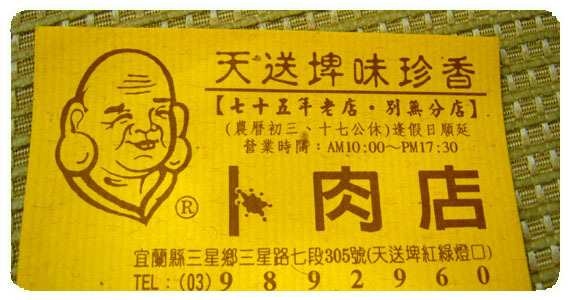 天送埤味珍香
【七十五年老店・別無分店】
(農曆初三、十七公休)逢假日順延
營業時間：AM10:00～PM17:30
®
卜肉店
宜蘭縣三星鄉三星路七段305號(天送埤紅綠燈口)
TEL：(03)9892960